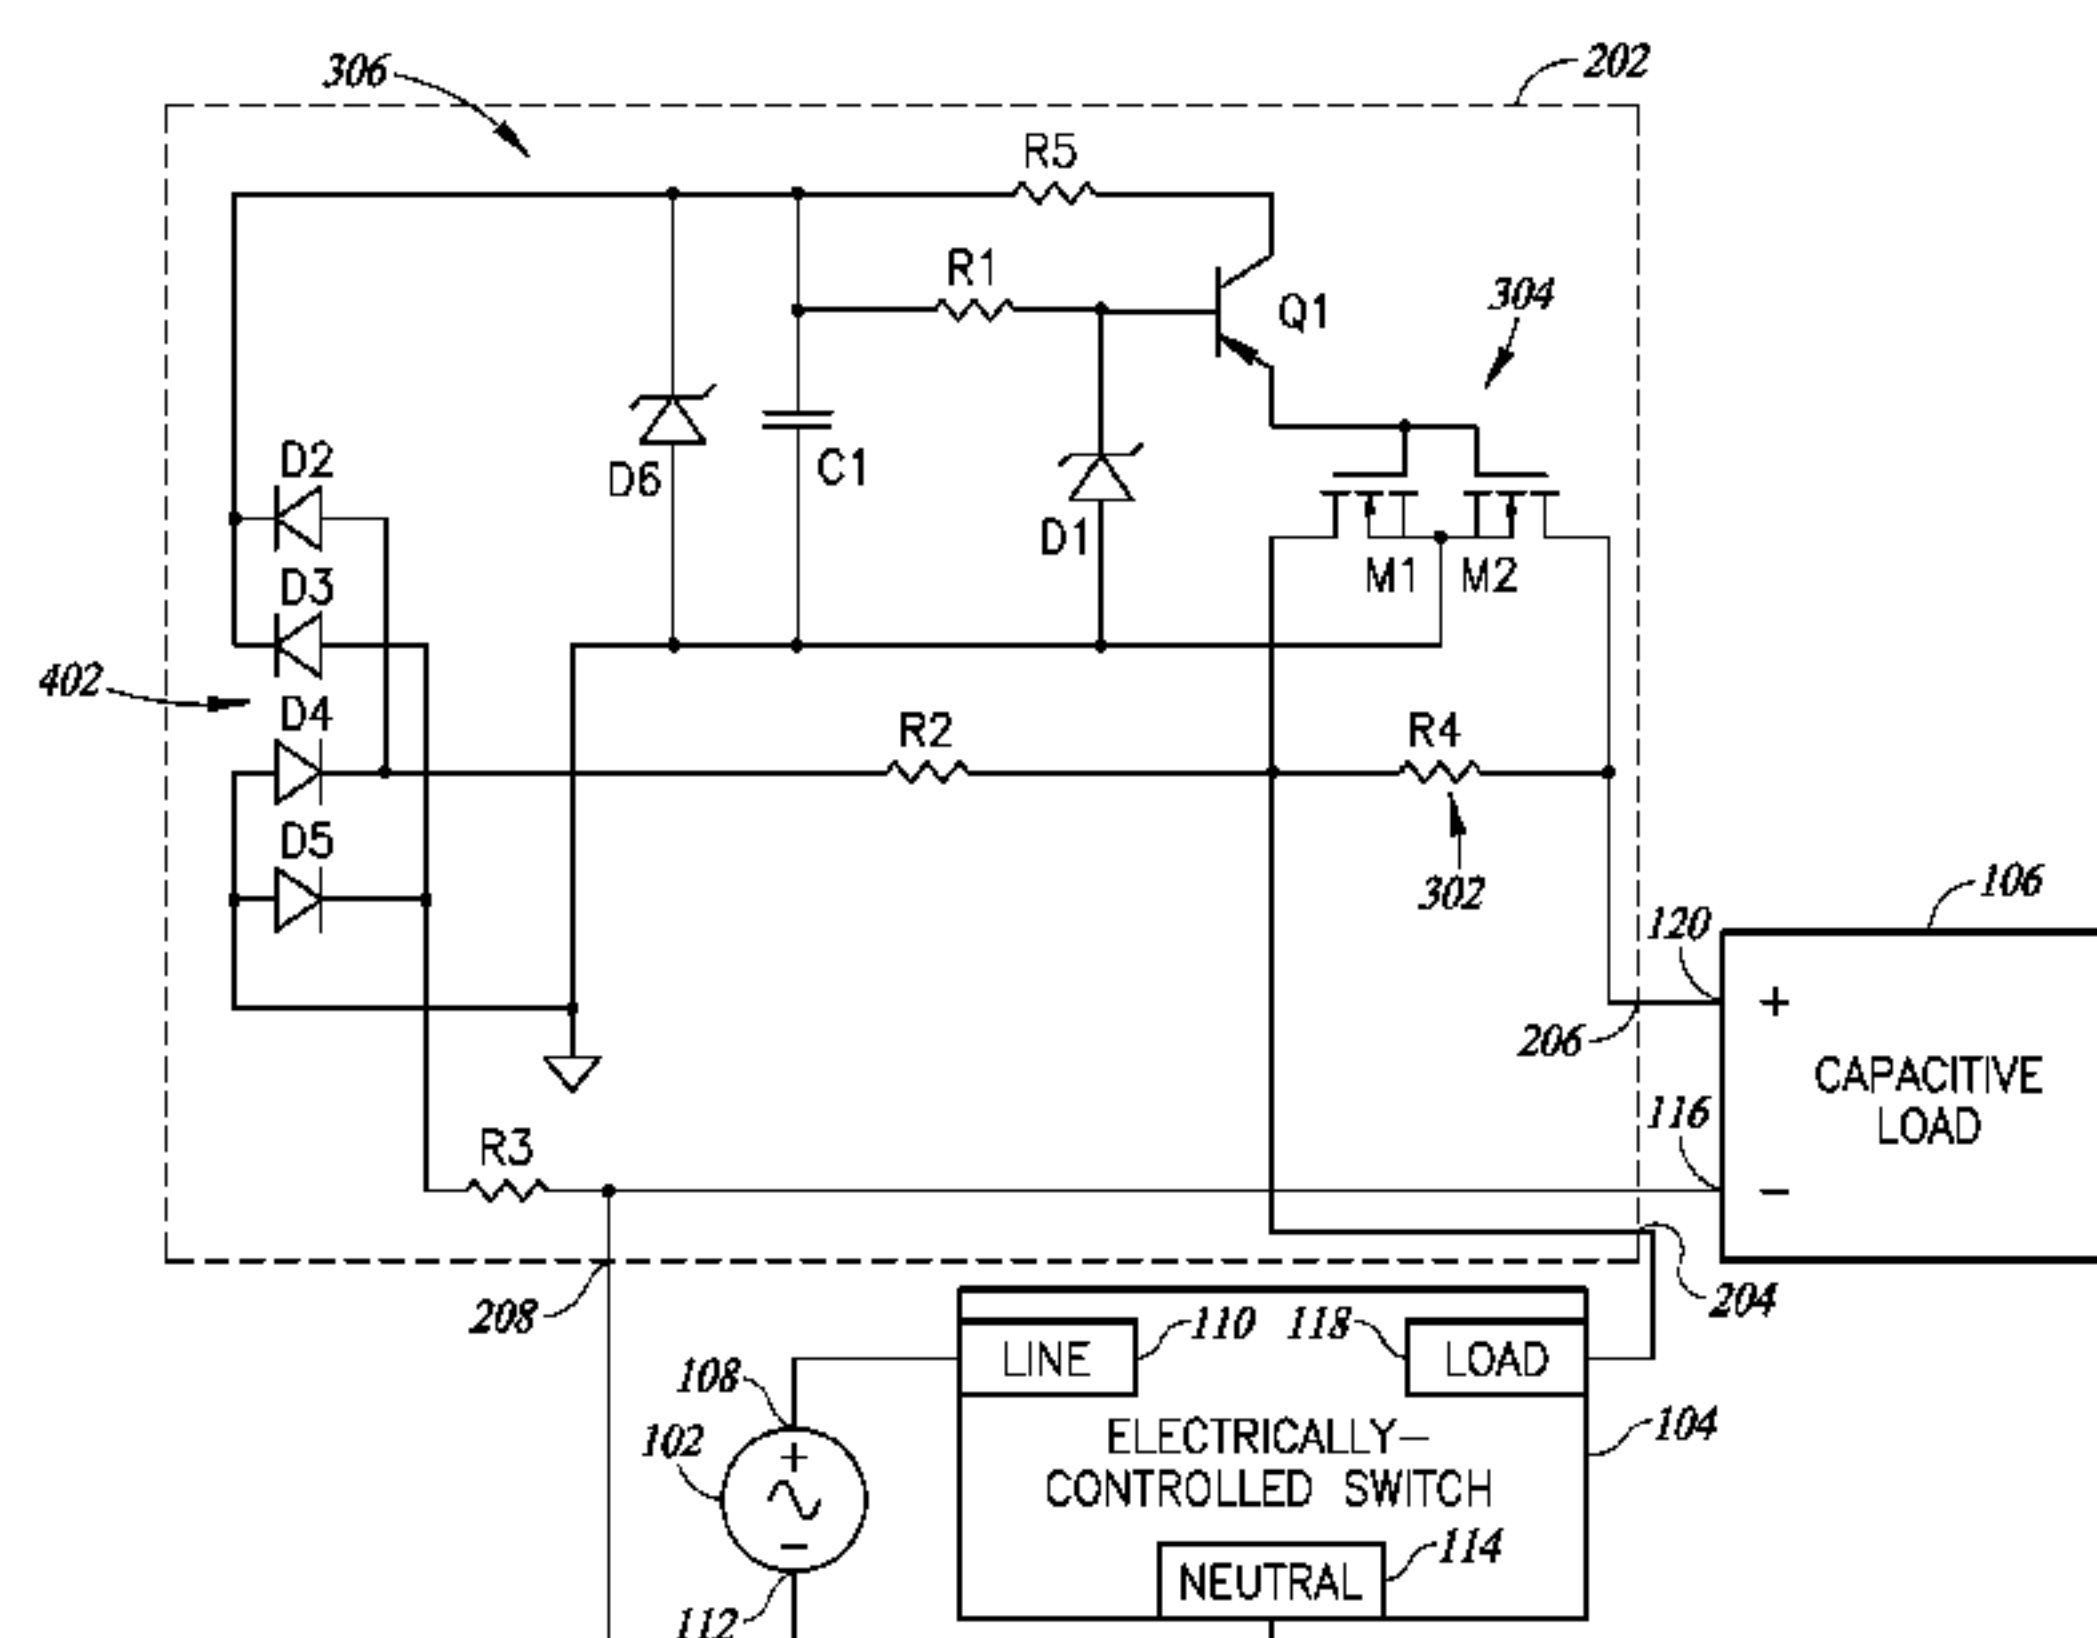 306
202
R5
R1
Q1
304
D2
D6
C1
D1
D3
M1 M2
402
D4
R2
R4
D5
302
106
120
+
206
CAPACITIVE
LOAD
116
R3
−
204
208
110
118
LINE
LOAD
108
104
102
+
ELECTRICALLY−
CONTROLLED SWITCH
−
114
NEUTRAL
112